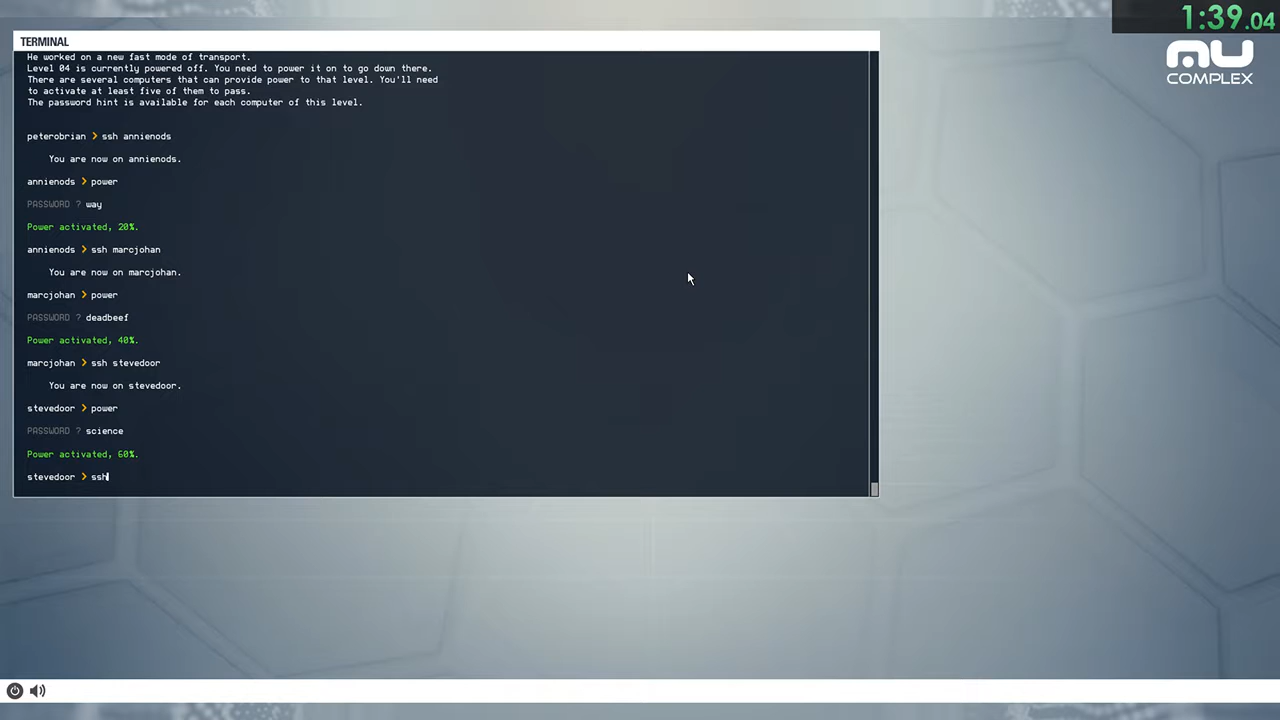 1:39.04
TERMINAL
MU
COMPLEX
He worked on a new fast mode of transport.
Level 04 is currently powered off. You need to power it on to go down there.
There are several computers that can provide power to that level. You'll need
to activate at least five of them to pass.
The password hint is available for each computer of this level.
peterobrian > ssh annienods
You are now on annienods.
annienods > power
PASSWORD ? way
Power activated, 20%.
annienods > ssh marcjohan
You are now on marcjohan.
marcjohan > power
PASSWORD ? deadbeef
Power activated, 40%.
marcjohan > ssh stevedoor
You are now on stevedoor.
stevedoor > power
PASSWORD ? science
Power activated, 60%.
stevedoor > ssh